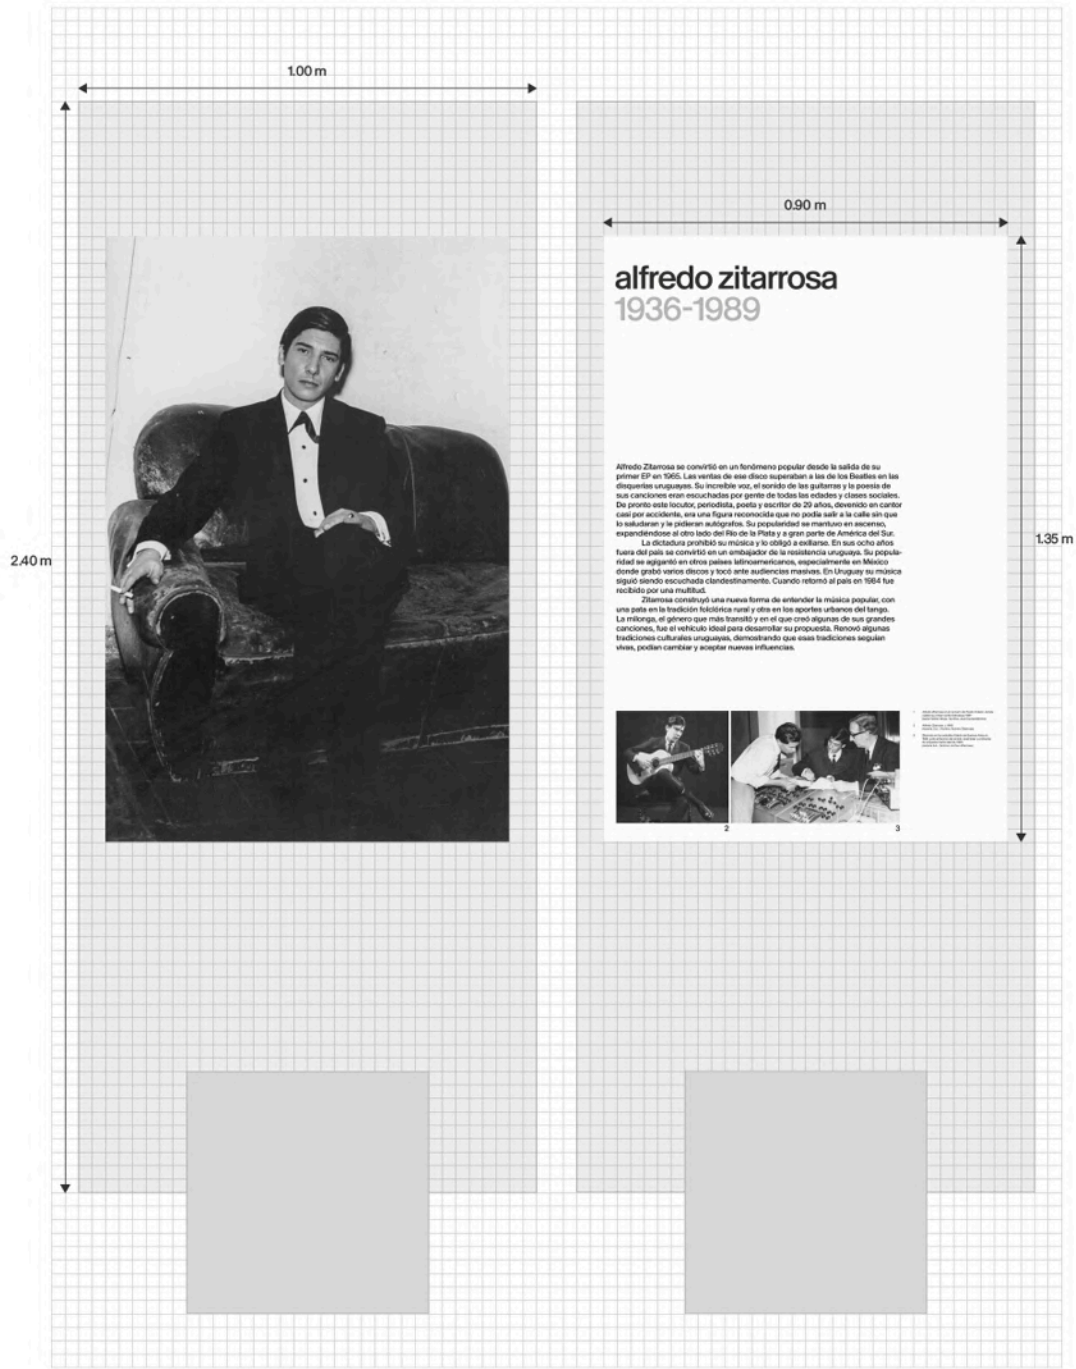 1.00 m
0.90 m
alfredo zitarrosa
1936-1989
Alfredo Zitarrosa se convirtió en un fenómeno popular desde la salida de su
primer EP en 1965. Las ventas de ese disco superaban a las de los Beatles en las
disquerías uruguayas. Su increíble voz, el sonido de las guitarras y la poesía de
sus canciones eran escuchadas por gente de todas las edades y clases sociales.
De pronto este locutor, periodista, poeta y escritor de 29 años, devenido en cantor
casi por accidente, era una figura reconocida que no podía salir a la calle sin que
lo saludaran y le pidieran autógrafos. Su popularidad se mantuvo en ascenso,
expandiéndose al otro lado del Río de la Plata y a gran parte de América del Sur.
La dictadura prohibió su música y lo obligó a exiliarse. En sus ocho años
fuera del país se convirtió en un embajador de la resistencia uruguaya. Su popula-
ridad se agigantó en otros países latinoamericanos, especialmente en México
donde grabó varios discos y tocó ante audiencias masivas. En Uruguay su música
siguió siendo escuchada clandestinamente. Cuando retornó al país en 1984 fue
recibido por una multitud.
Zitarrosa construyó una nueva forma de entender la música popular, con
una pata en la tradición folclórica rural y otra en los aportes urbanos del tango.
La milonga, el género que más transitó y en el que creó algunas de sus grandes
canciones, fue el vehículo ideal para desarrollar su propuesta. Renovó algunas
tradiciones culturales uruguayas, demostrando que esas tradiciones seguían
vivas, podían cambiar y aceptar nuevas influencias.
2.40 m
1.35 m
2
3